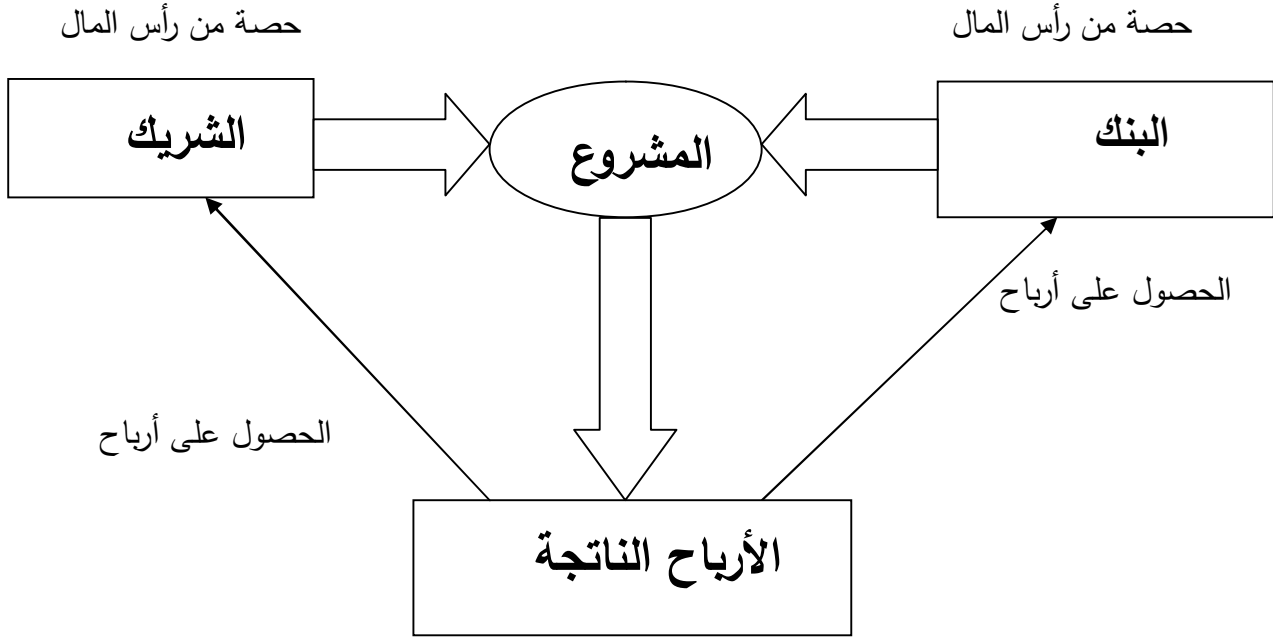 حصة من رأس المال
حصة من رأس المال
البنك
المشروع
الشريك
الحصول على أرباح
الحصول على أرباح
الأرباح الناتجة